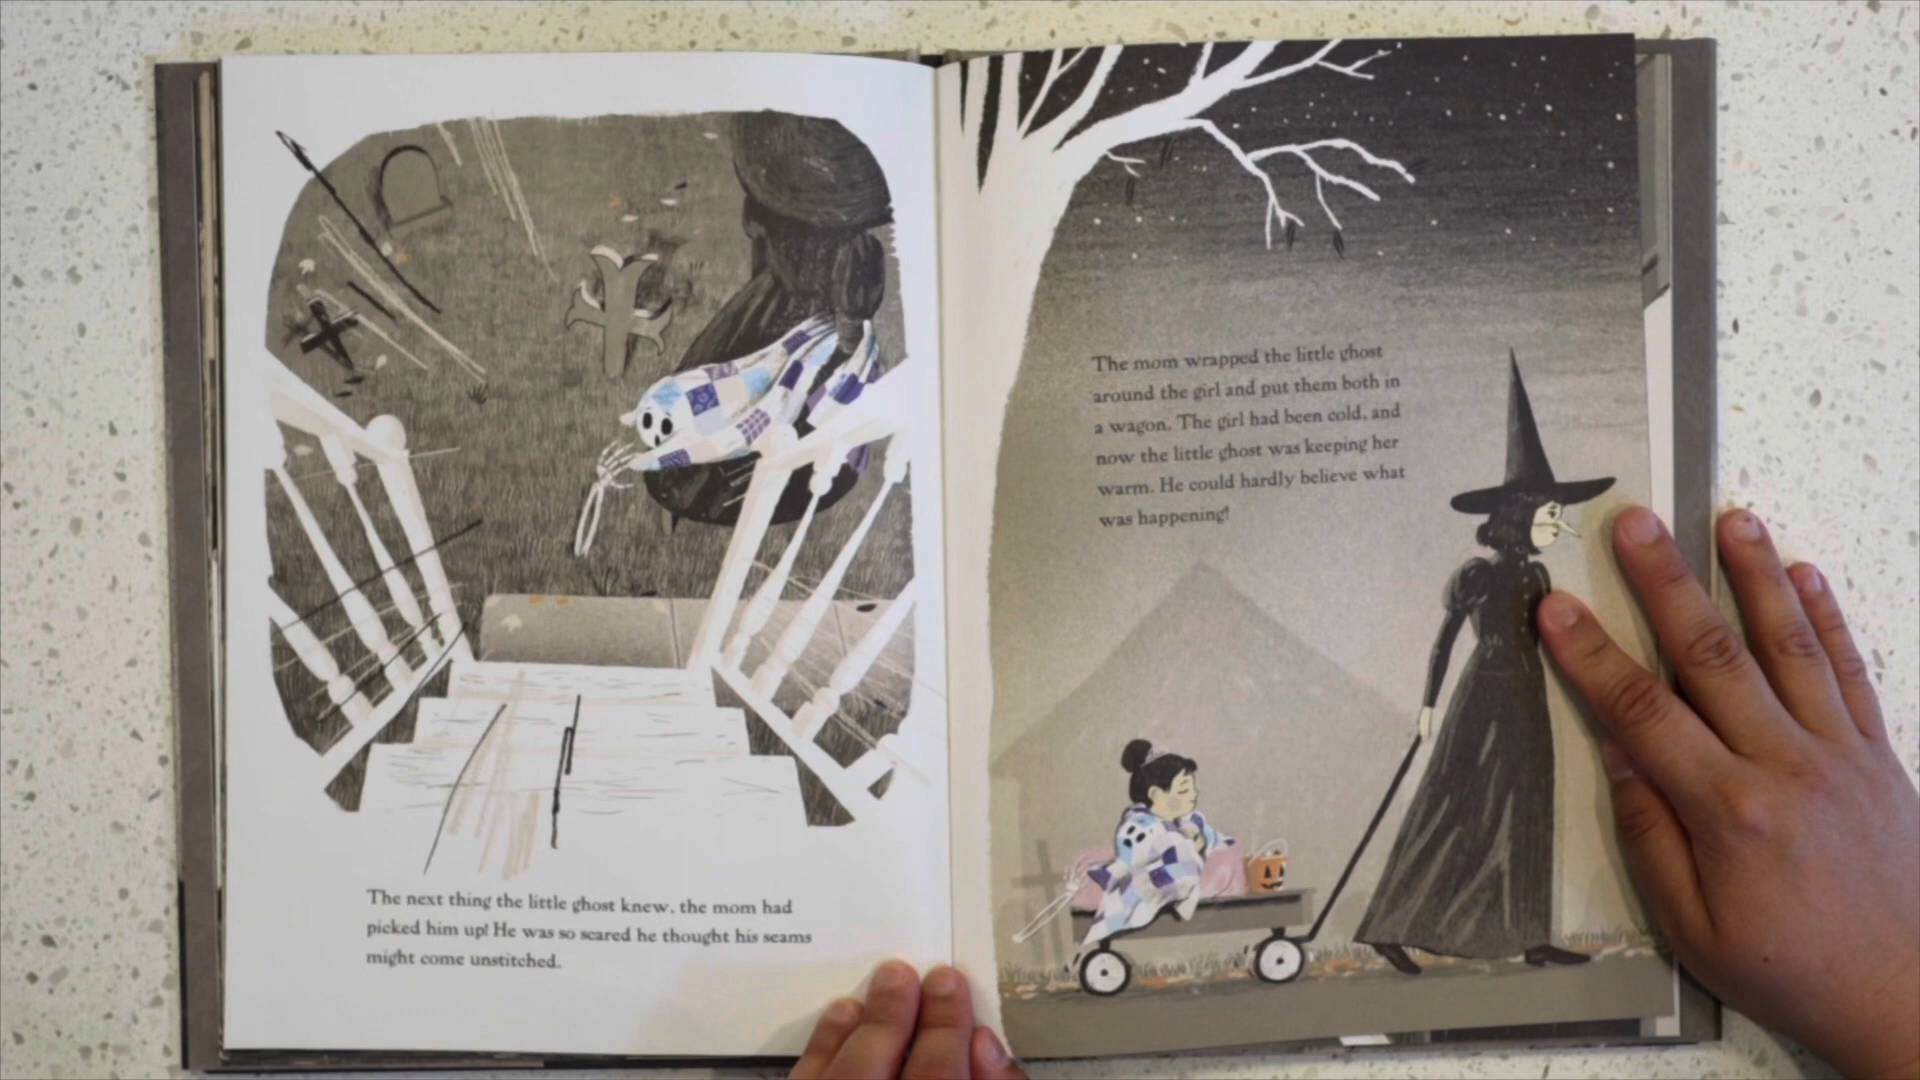 The next thing the little ghost knew, the mom had
picked him up! He was so scared he thought his seams
might come unstitched.
The mom wrapped the little ghost
around the girl and put them both in
a wagon. The girl had been cold, and
now the little ghost was keeping her
warm. He could hardly believe what
was happening!